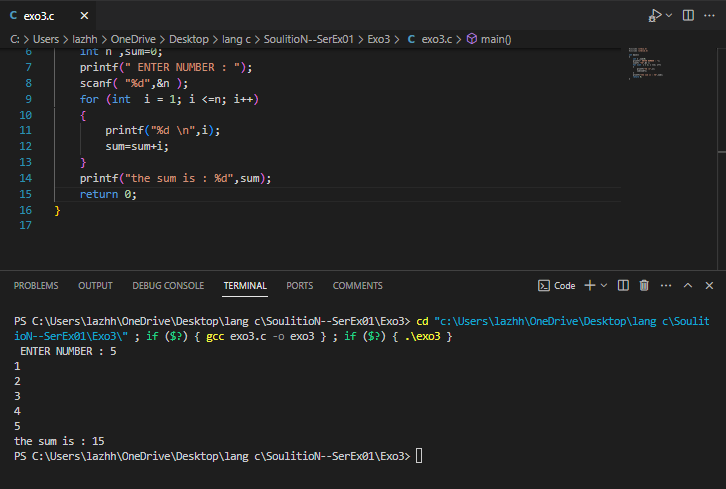 C exo3.c ×
C: > Users > lazhh > OneDrive > Desktop > lang c > SoulitioN--SerEx01 > Exo3 > C exo3.c > main()
6 int n ,sum=0;
7 printf(" ENTER NUMBER : ");
8 scanf( "%d",&n );
9 for (int  i = 1; i <=n; i++)
10 {
11 printf("%d \n",i);
12 sum=sum+i;
13 }
14 printf("the sum is : %d",sum);
15 return 0;
16 }
17
PROBLEMS OUTPUT DEBUG CONSOLE TERMINAL PORTS COMMENTS Code
PS C:\Users\lazhh\OneDrive\Desktop\lang c\SoulitioN--SerEx01\Exo3> cd "c:\Users\lazhh\OneDrive\Desktop\lang c\Soulit
ioN--SerEx01\Exo3\" ; if ($?) { gcc exo3.c -o exo3 } ; if ($?) { .\exo3 }
ENTER NUMBER : 5
1
2
3
4
5
the sum is : 15
PS C:\Users\lazhh\OneDrive\Desktop\lang c\SoulitioN--SerEx01\Exo3>